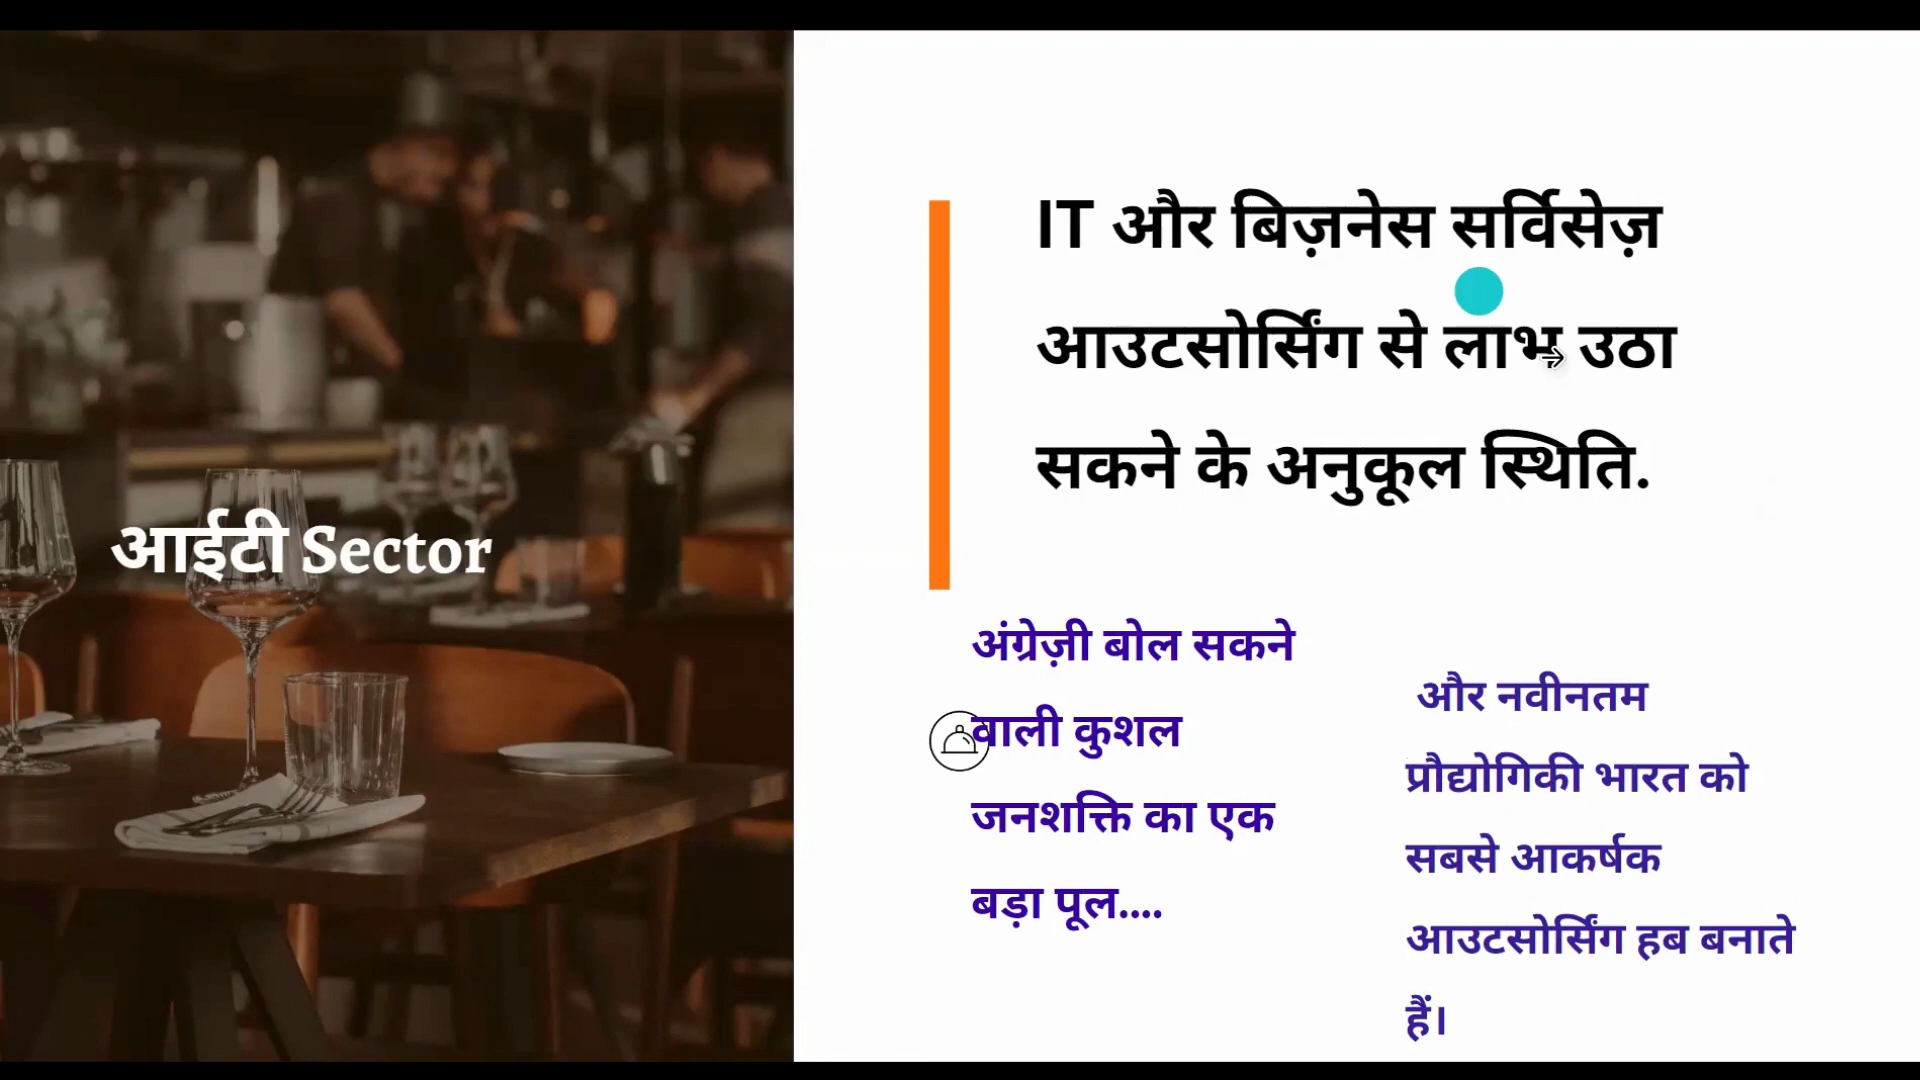 आईटी Sector
IT और बिज़नेस सर्विसेज़
आउटसोर्सिंग से लाभ उठा
सकने के अनुकूल स्थिति.
अंग्रेज़ी बोल सकने
वाली कुशल
जनशक्ति का एक
बड़ा पूल....
और नवीनतम
प्रौद्योगिकी भारत को
सबसे आकर्षक
आउटसोर्सिंग हब बनाते
हैं।